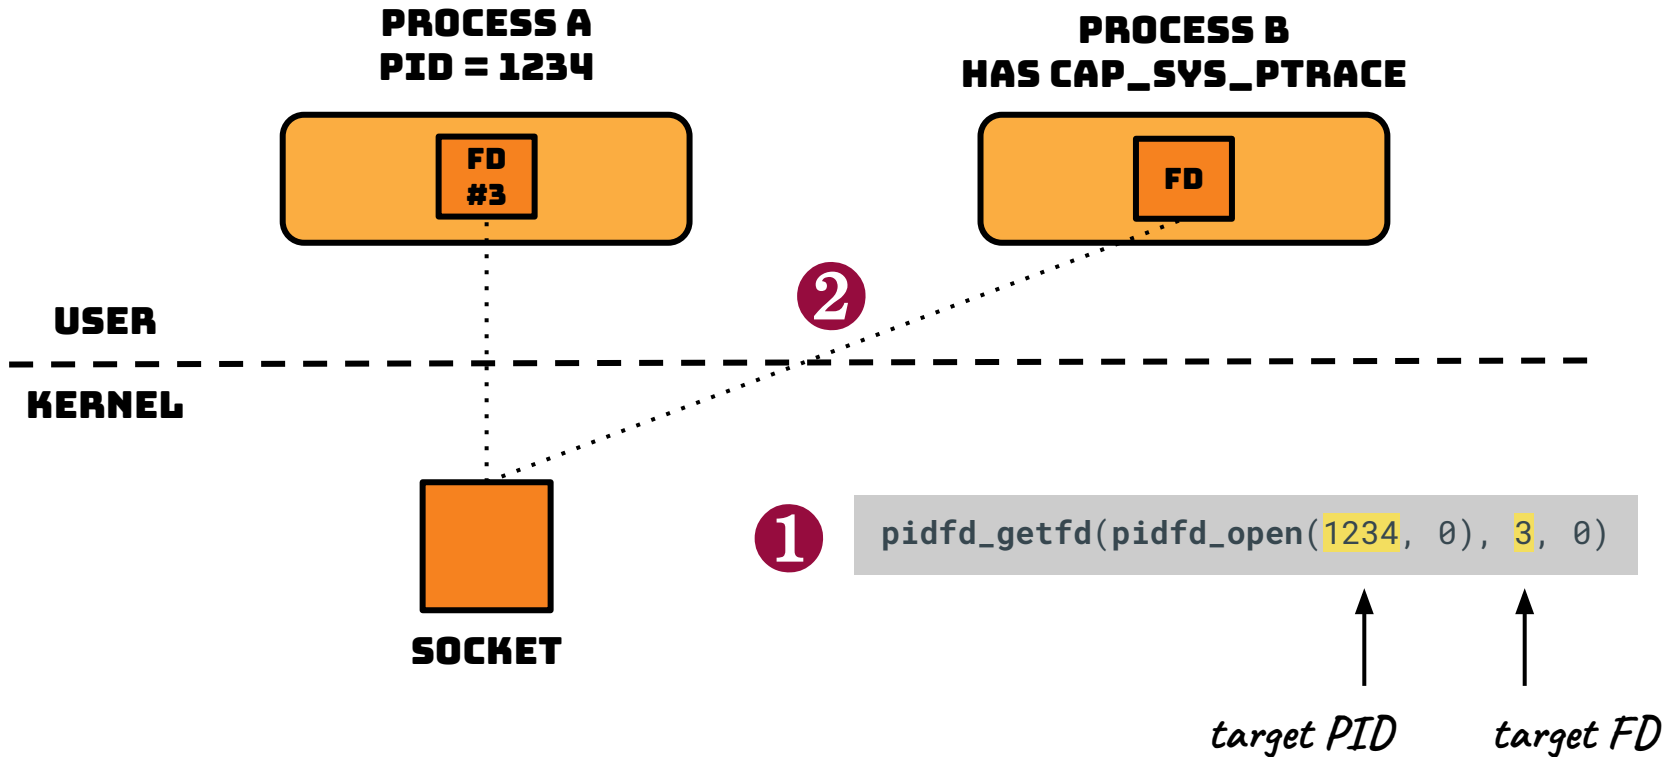 PROCESS A
PID = 1234
PROCESS B
HAS CAP_SYS_PTRACE
FD
#3
FD
2
USER
KERNEL
1
pidfd_getfd(pidfd_open(1234, 0), 3, 0)
SOCKET
target PID
target FD